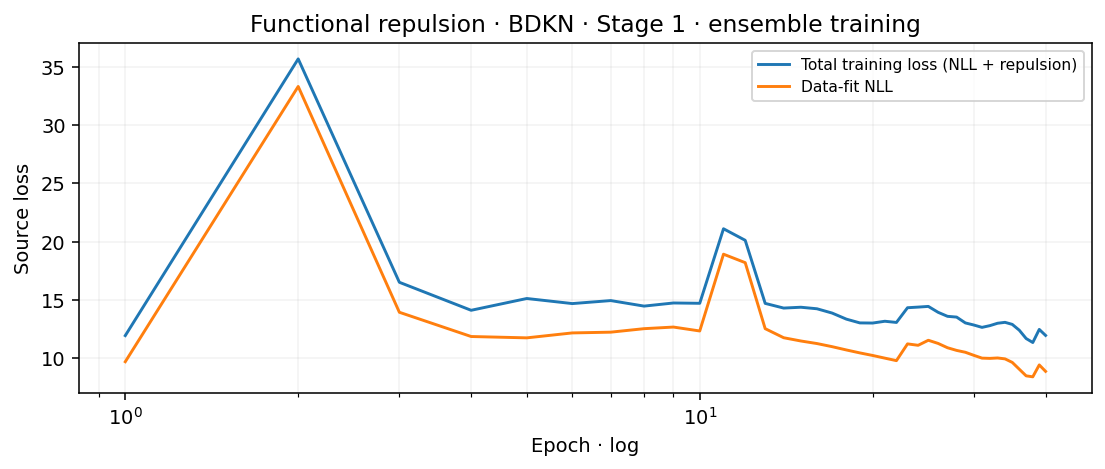 Functional repulsion · BDKN · Stage 1 · ensemble training
Total training loss (NLL + repulsion)
Data-fit NLL
Source loss
35
30
25
20
15
10
10⁰
10¹
Epoch · log